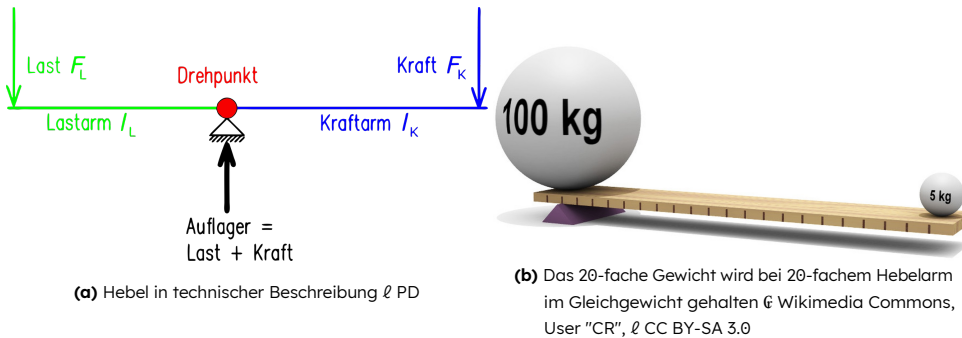 Last F_L
Drehpunkt
Kraft F_K
Lastarm l_L
Kraftarm l_K
Auflager =
Last + Kraft
(a) Hebel in technischer Beschreibung ℓ PD
100 kg
5 kg
(b) Das 20-fache Gewicht wird bei 20-fachem Hebelarm
im Gleichgewicht gehalten ₢ Wikimedia Commons,
User "CR", ℓ CC BY-SA 3.0